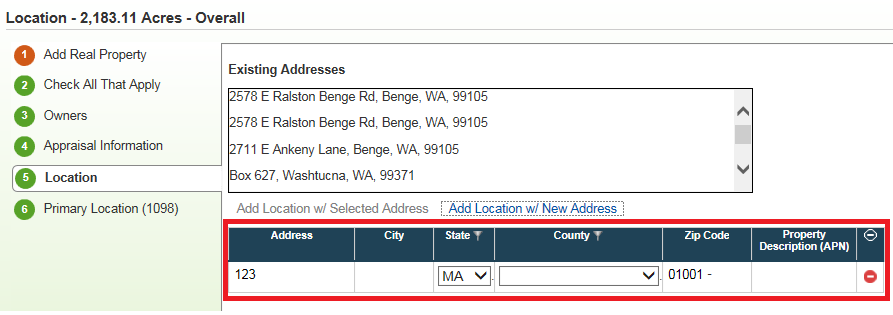 Location - 2,183.11 Acres - Overall
1 Add Real Property
2 Check All That Apply
3 Owners
4 Appraisal Information
5 Location
6 Primary Location (1098)
Existing Addresses
2578 E Ralston Benge Rd, Benge, WA, 99105
2578 E Ralston Benge Rd, Benge, WA, 99105
2711 E Ankeny Lane, Benge, WA, 99105
Box 627, Washtucna, WA, 99371
Add Location w/ Selected Address Add Location w/ New Address
Address City State County Zip Code Property
Description (APN)
123 MA 01001 -